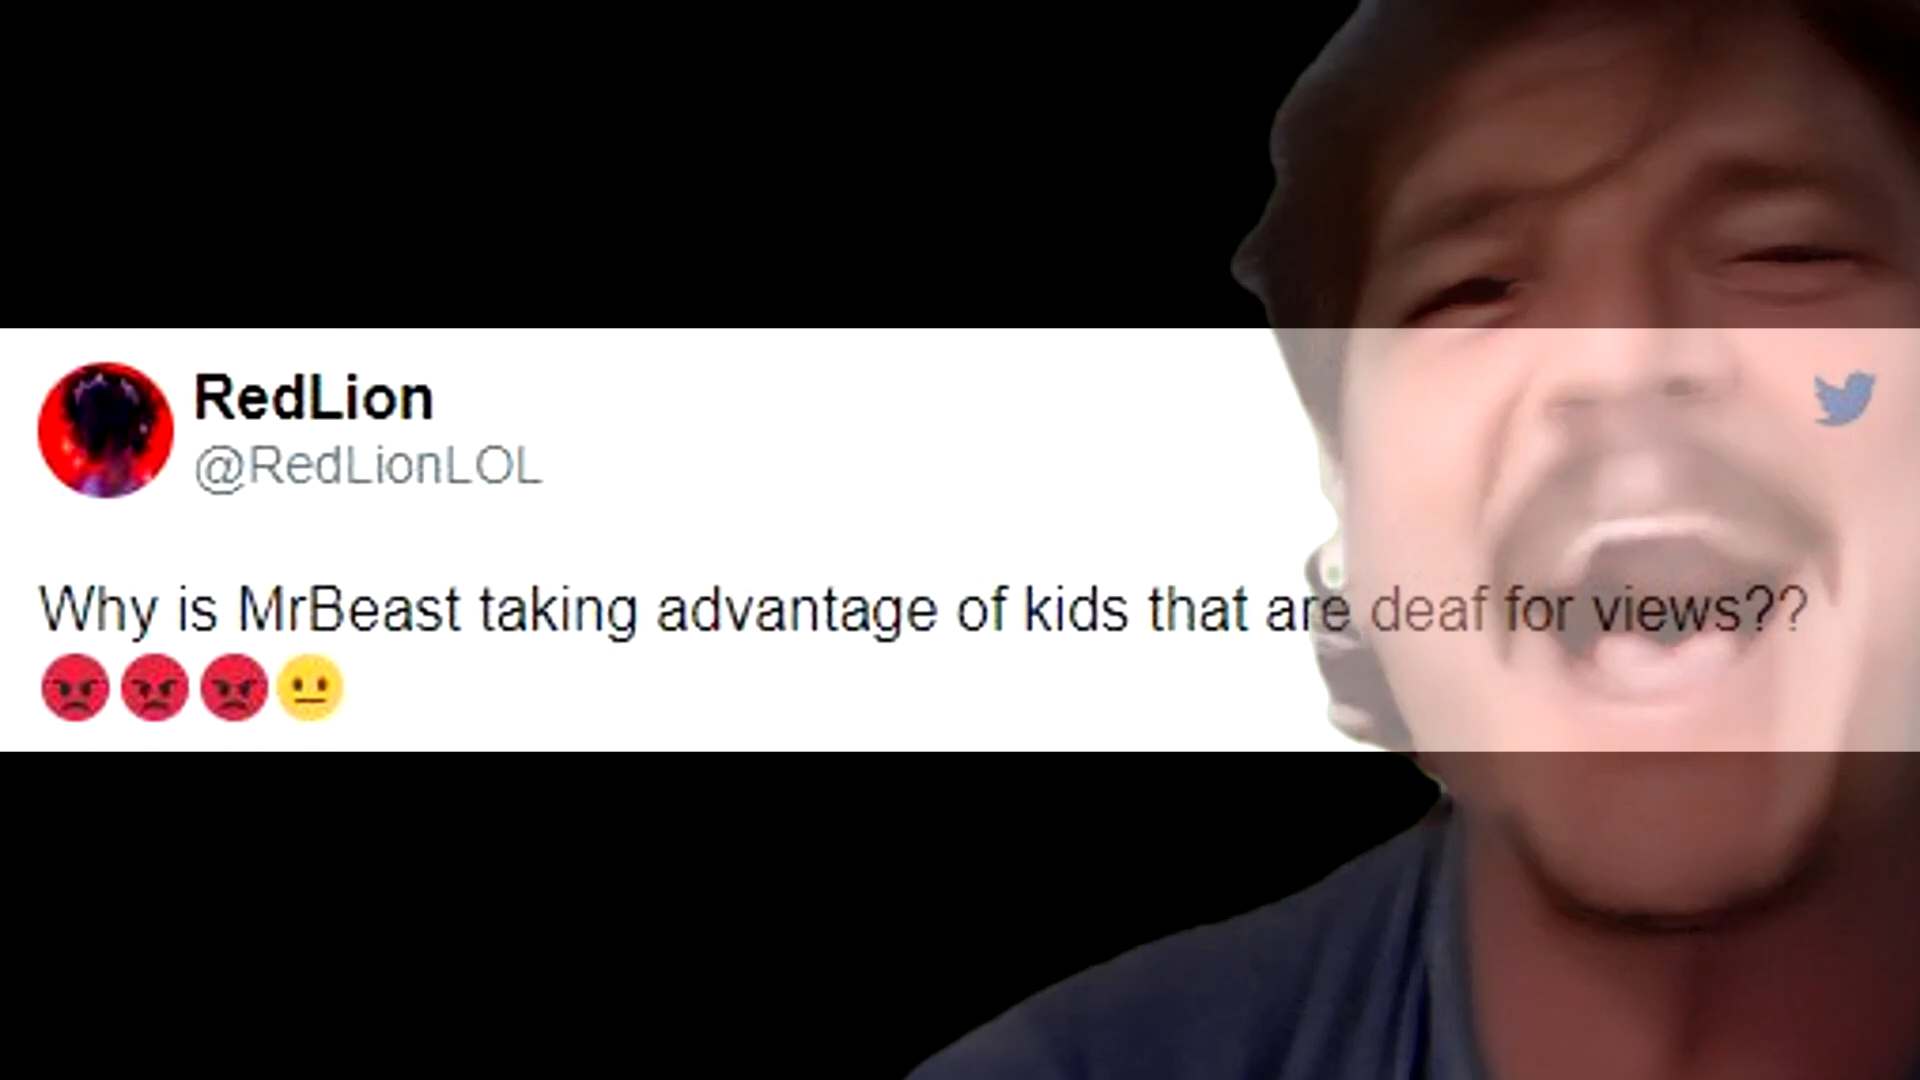 RedLion
@RedLionLOL
Why is MrBeast taking advantage of kids that are deaf for views??
😡😡😡😐